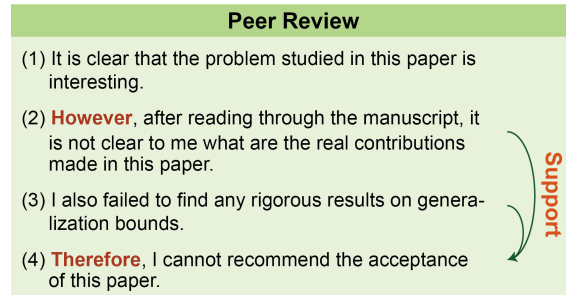 Peer Review
(1) It is clear that the problem studied in this paper is
interesting.
(2) However, after reading through the manuscript, it
is not clear to me what are the real contributions
made in this paper.
(3) I also failed to find any rigorous results on genera-
lization bounds.
(4) Therefore, I cannot recommend the acceptance
of this paper.
Support